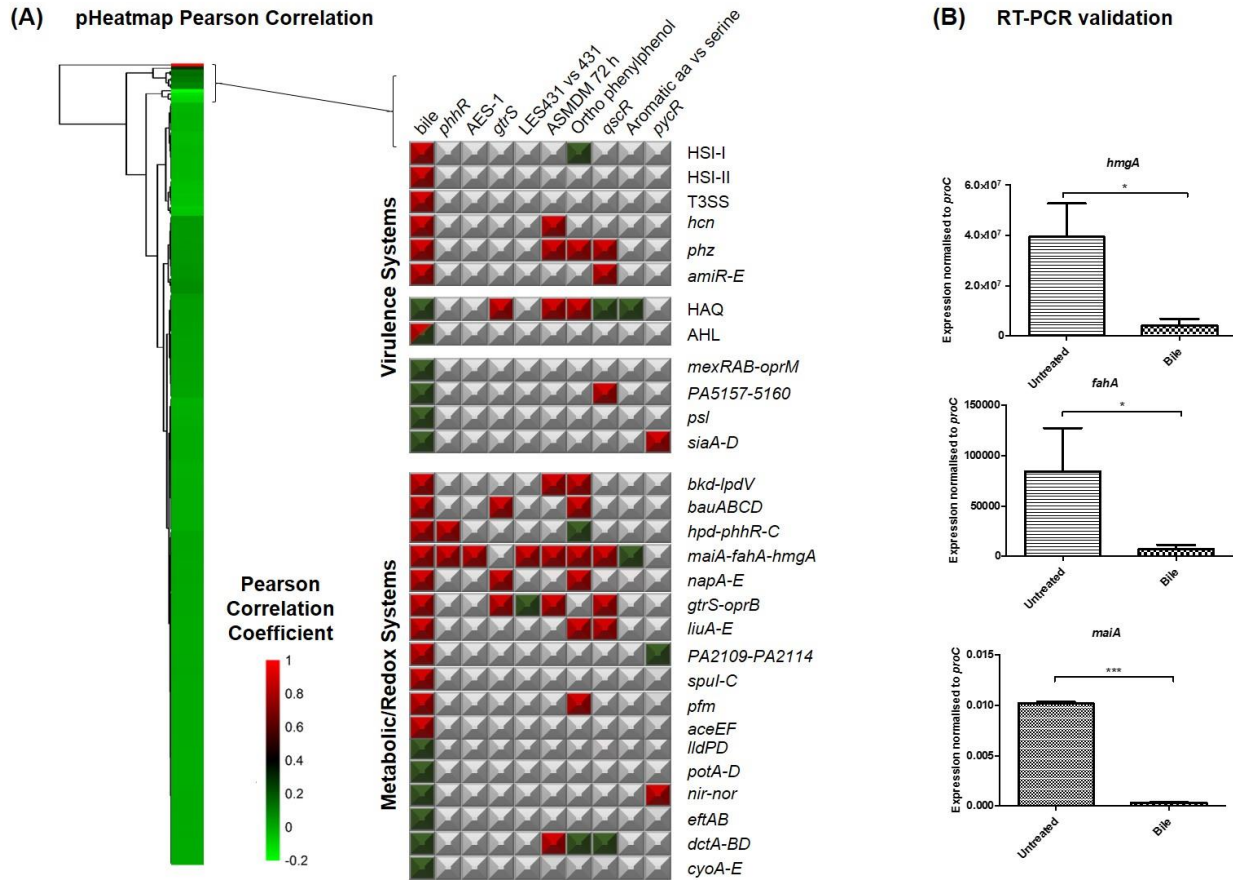 (A) pHeatmap Pearson Correlation
bile
phhR
AES-1
gtrS
LES431 vs 431
ASMDM 72 h
Ortho phenylphenol
qscR
Aromatic aa vs serine
pycR
Virulence Systems
HSI-I
HSI-II
T3SS
hcn
phz
amiR-E
HAQ
AHL
mexRAB-oprM
PA5157-5160
psl
siaA-D
Metabolic/Redox Systems
bkd-lpdV
bauABCD
hpd-phhR-C
maiA-fahA-hmgA
napA-E
gtrS-oprB
liuA-E
PA2109-PA2114
spuI-C
pfm
aceEF
lldPD
potA-D
nir-nor
eftAB
dctA-BD
cyoA-E
Pearson
Correlation
Coefficient
1
0.8
0.6
0.4
0.2
0
-0.2
(B) RT-PCR validation
hmgA
Expression normalised to proC
6.0×10⁷
4.0×10⁷
2.0×10⁷
0
*
Untreated
Bile
fahA
Expression normalised to proC
150000
100000
50000
0
*
Untreated
Bile
maiA
Expression normalised to proC
0.015
0.010
0.005
0.000
***
Untreated
Bile